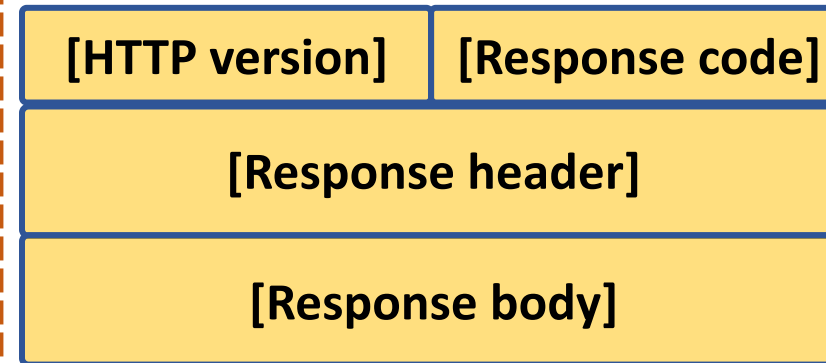 [HTTP version] [Response code]
[Response header]
[Response body]